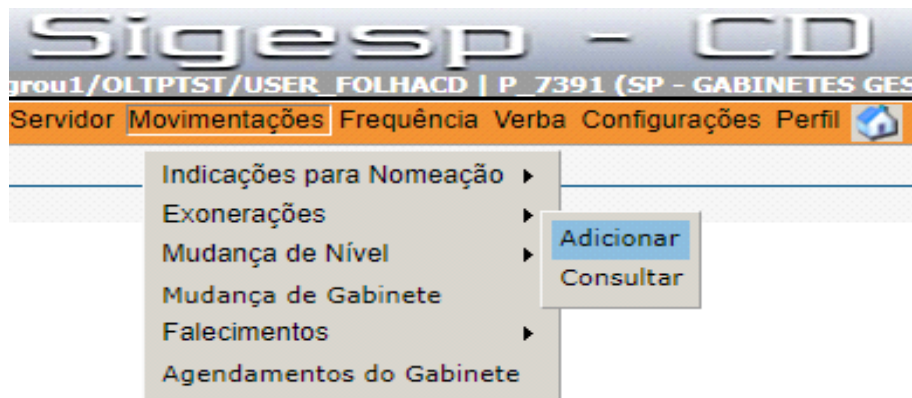 Sigesp - CD
grou1/OLTPTST/USER_FOLHACD | P_7391 (SP - GABINETES GES
Servidor Movimentações Frequência Verba Configurações Perfil
Indicações para Nomeação
Exonerações
Adicionar
Mudança de Nível
Consultar
Mudança de Gabinete
Falecimentos
Agendamentos do Gabinete